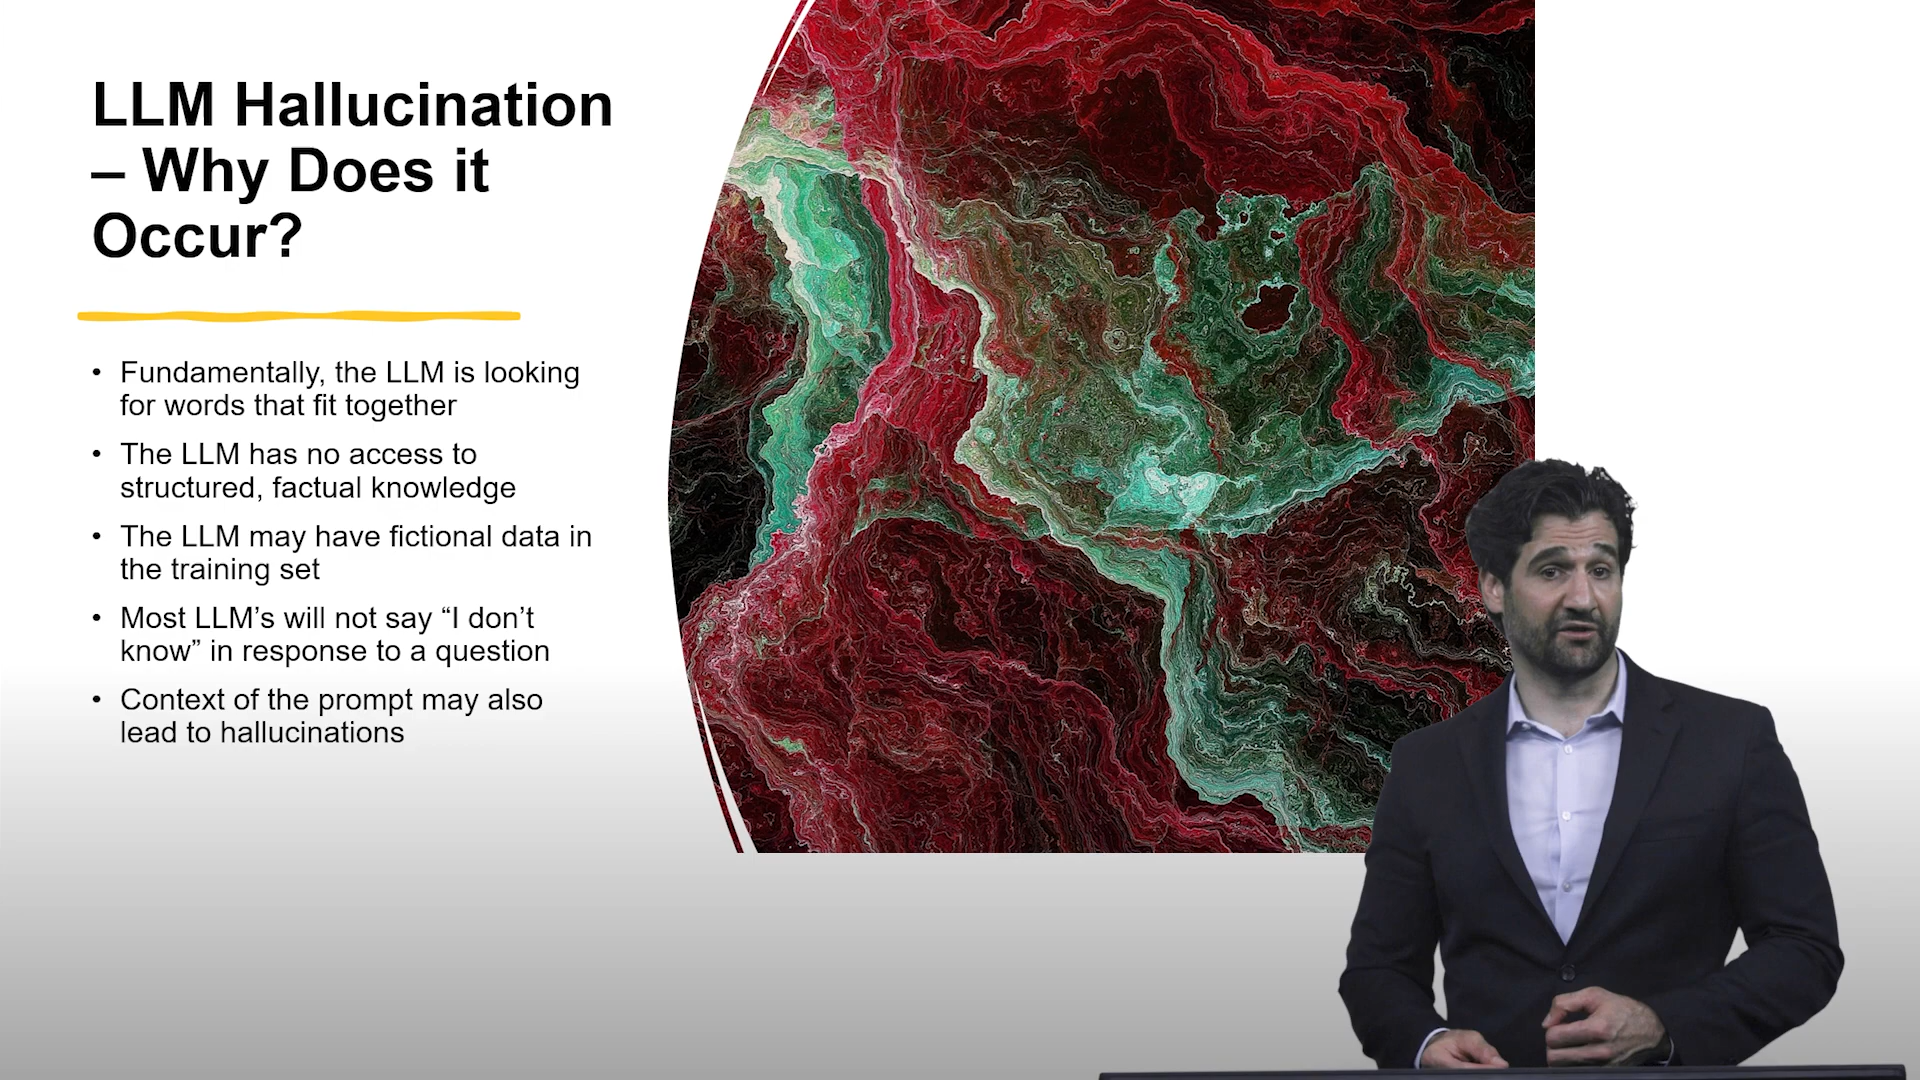 LLM Hallucination
– Why Does it
Occur?
• Fundamentally, the LLM is looking
for words that fit together
• The LLM has no access to
structured, factual knowledge
• The LLM may have fictional data in
the training set
• Most LLM’s will not say “I don’t
know” in response to a question
• Context of the prompt may also
lead to hallucinations